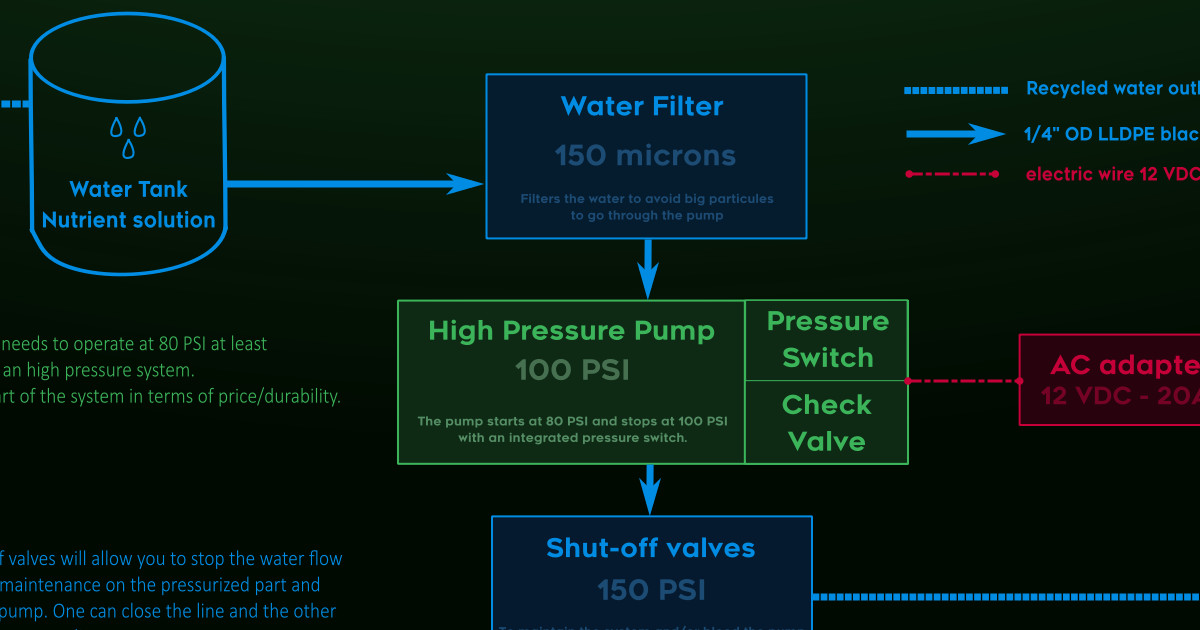 Water Tank
Nutrient solution
Water Filter
150 microns
Filters the water to avoid big particules
to go through the pump
Recycled water
1/4" OD LLDPE
electric wire 12 VDC
needs to operate at 80 PSI at least
an high pressure system.
of the system in terms of price/durability.
High Pressure Pump
100 PSI
The pump starts at 80 PSI and stops at 100 PSI
with an integrated pressure switch.
Pressure
Switch
Check
Valve
AC
12 VDC - 20A
valves will allow you to stop the water flow
maintenance on the pressurized part and
pump. One can close the line and the other
Shut-off valves
150 PSI